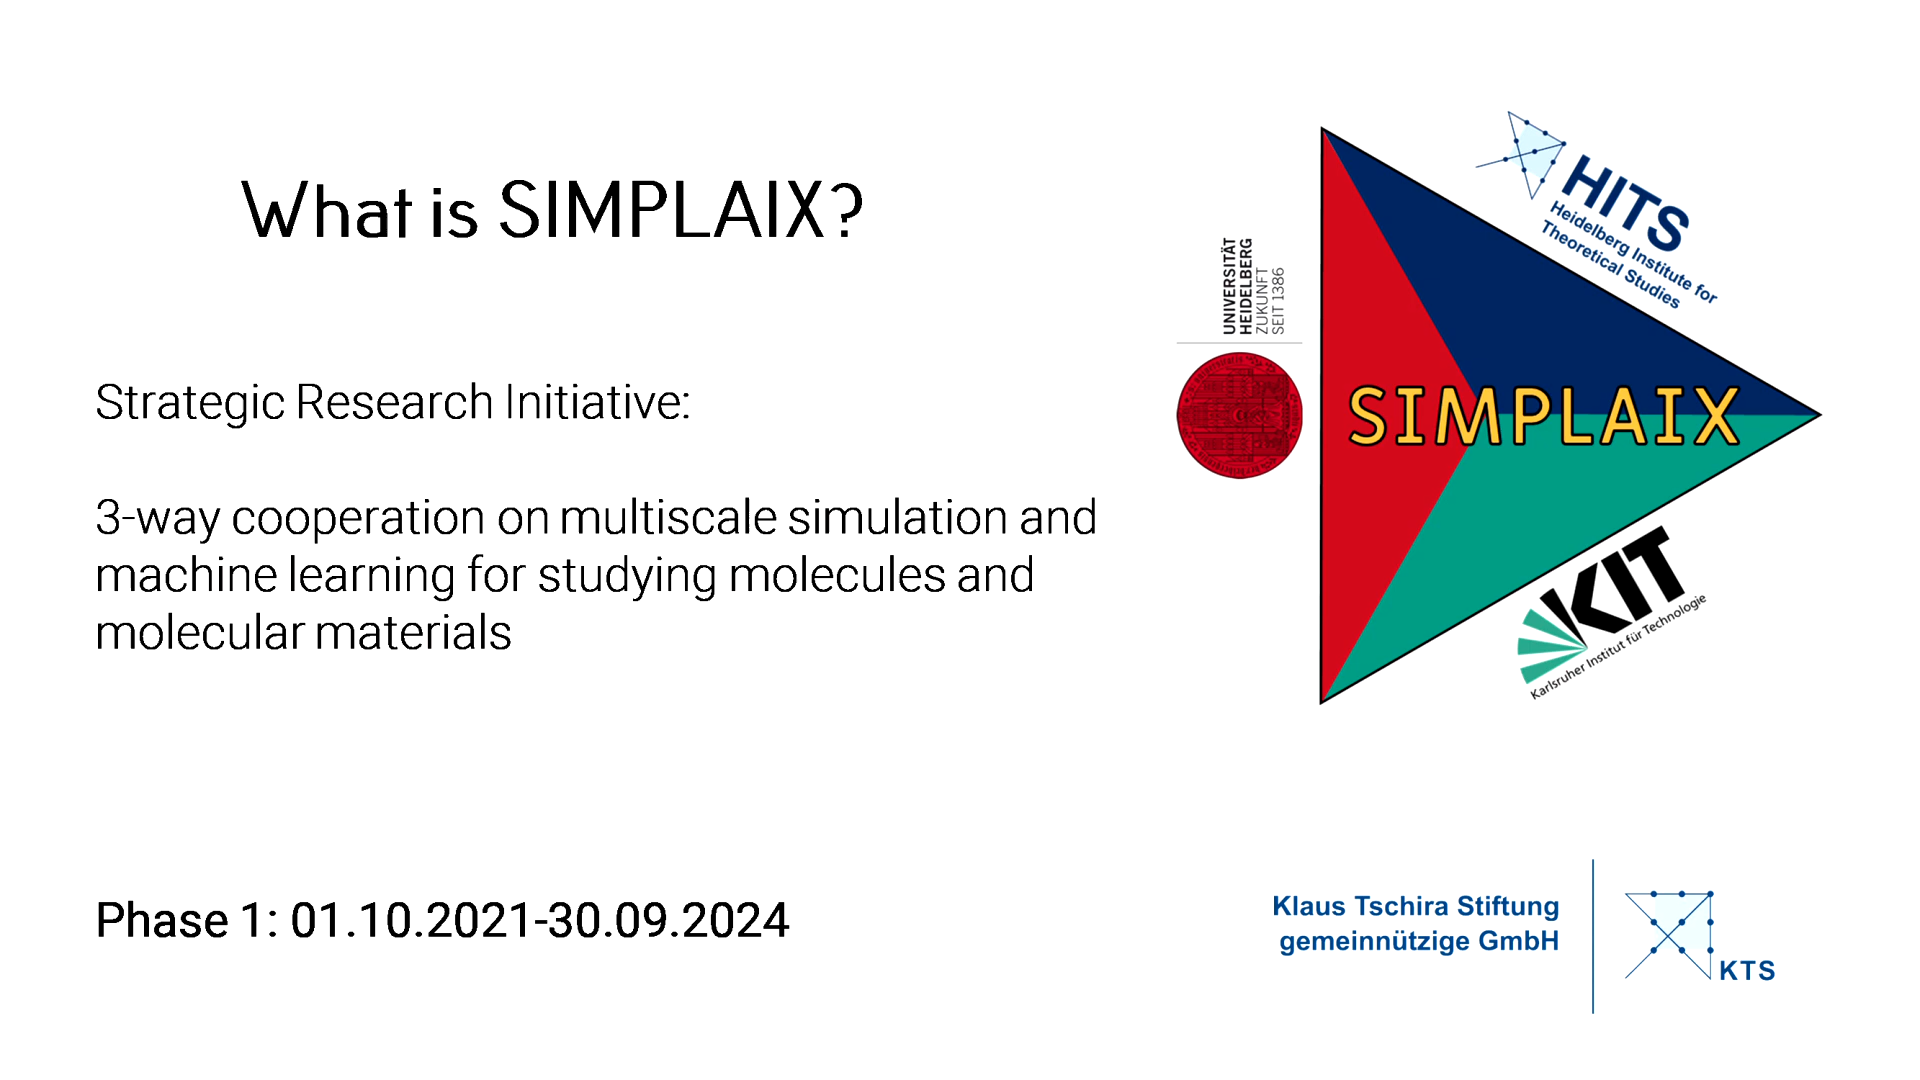 What is SIMPLAIX?
Strategic Research Initiative:
3-way cooperation on multiscale simulation and
machine learning for studying molecules and
molecular materials
Phase 1: 01.10.2021-30.09.2024
UNIVERSITÄT
HEIDELBERG
ZUKUNFT
SEIT 1386
HITS
Heidelberg Institute for
Theoretical Studies
SIMPLAIX
KIT
Karlsruher Institut für Technologie
Klaus Tschira Stiftung
gemeinnützige GmbH
KTS